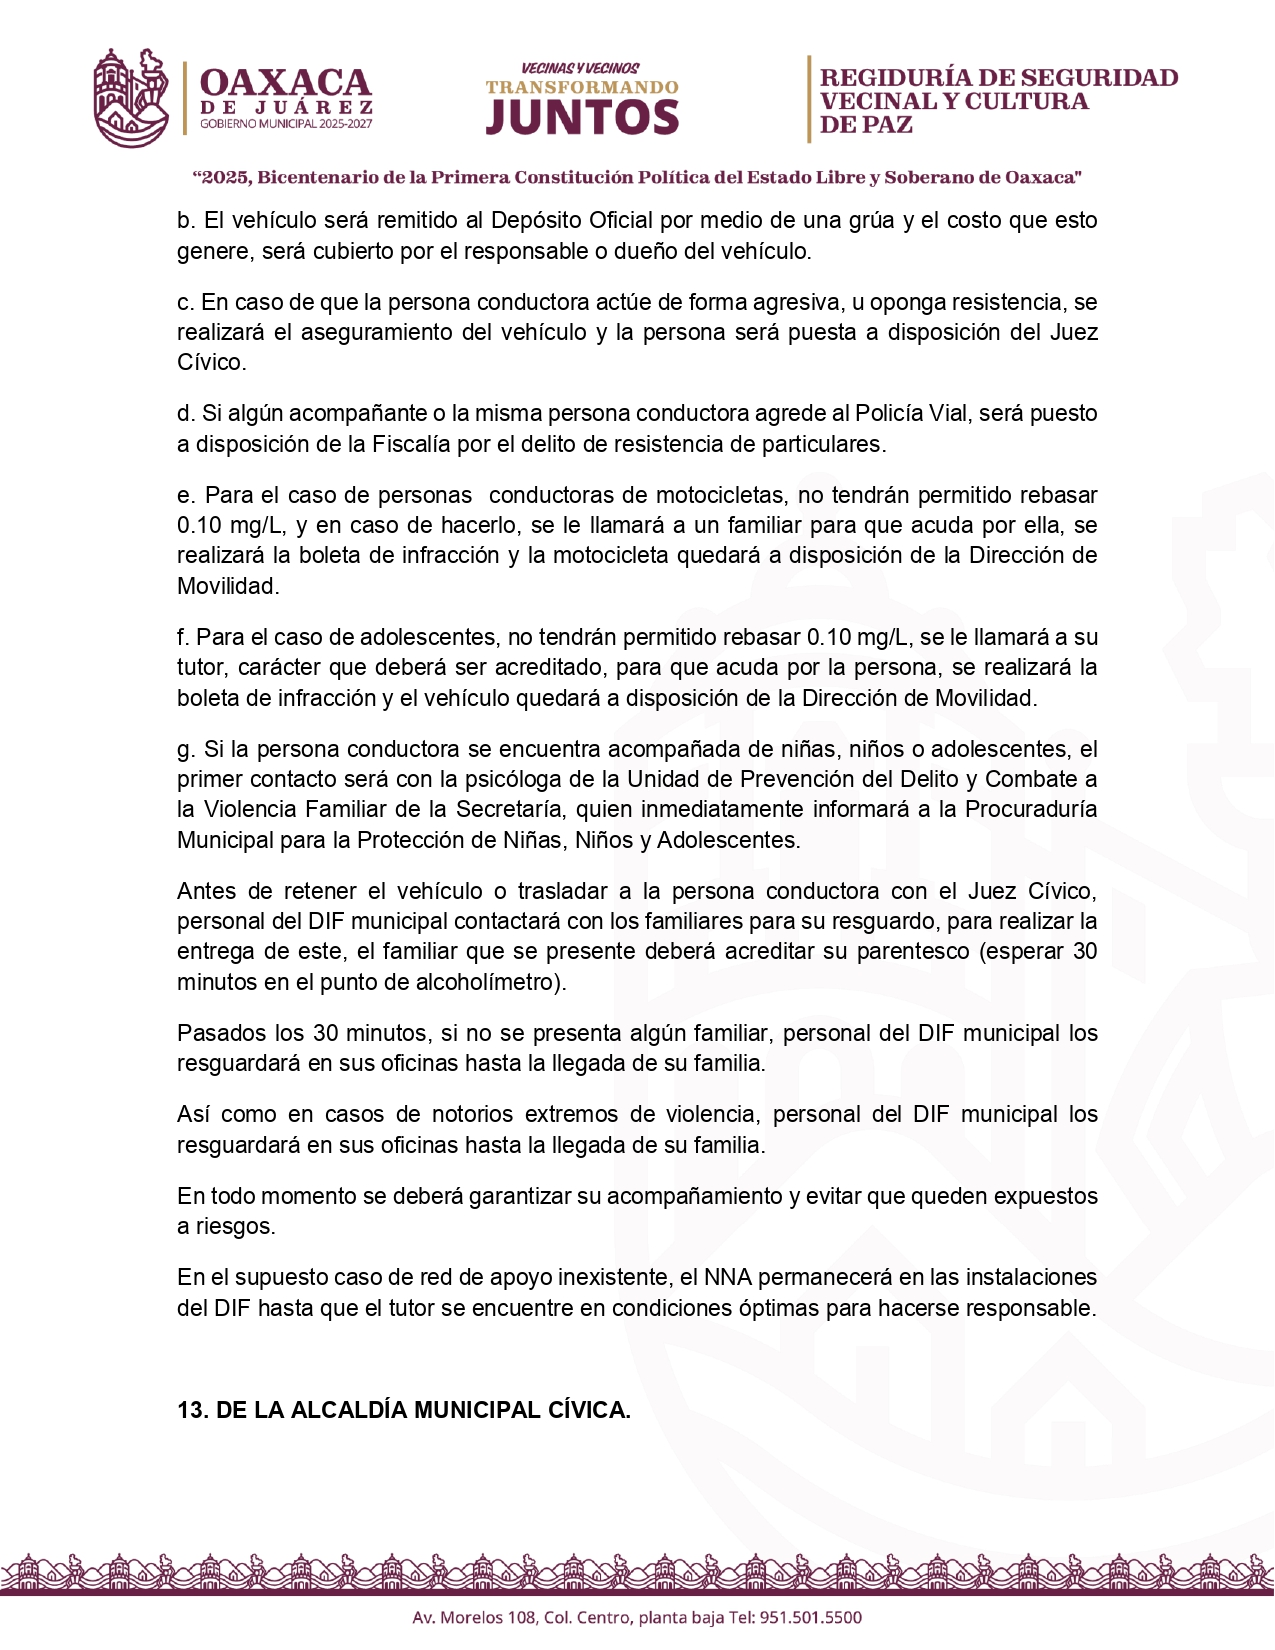 OAXACA
DE JUÁREZ
GOBIERNO MUNICIPAL 2025-2027
VECINAS Y VECINOS
TRANSFORMANDO
JUNTOS
REGIDURÍA DE SEGURIDAD
VECINAL Y CULTURA
DE PAZ
“2025, Bicentenario de la Primera Constitución Política del Estado Libre y Soberano de Oaxaca"
b. El vehículo será remitido al Depósito Oficial por medio de una grúa y el costo que esto
genere, será cubierto por el responsable o dueño del vehículo.
c. En caso de que la persona conductora actúe de forma agresiva, u oponga resistencia, se
realizará el aseguramiento del vehículo y la persona será puesta a disposición del Juez
Cívico.
d. Si algún acompañante o la misma persona conductora agrede al Policía Vial, será puesto
a disposición de la Fiscalía por el delito de resistencia de particulares.
e. Para el caso de personas  conductoras de motocicletas, no tendrán permitido rebasar
0.10 mg/L, y en caso de hacerlo, se le llamará a un familiar para que acuda por ella, se
realizará la boleta de infracción y la motocicleta quedará a disposición de la Dirección de
Movilidad.
f. Para el caso de adolescentes, no tendrán permitido rebasar 0.10 mg/L, se le llamará a su
tutor, carácter que deberá ser acreditado, para que acuda por la persona, se realizará la
boleta de infracción y el vehículo quedará a disposición de la Dirección de Movilidad.
g. Si la persona conductora se encuentra acompañada de niñas, niños o adolescentes, el
primer contacto será con la psicóloga de la Unidad de Prevención del Delito y Combate a
la Violencia Familiar de la Secretaría, quien inmediatamente informará a la Procuraduría
Municipal para la Protección de Niñas, Niños y Adolescentes.
Antes de retener el vehículo o trasladar a la persona conductora con el Juez Cívico,
personal del DIF municipal contactará con los familiares para su resguardo, para realizar la
entrega de este, el familiar que se presente deberá acreditar su parentesco (esperar 30
minutos en el punto de alcoholímetro).
Pasados los 30 minutos, si no se presenta algún familiar, personal del DIF municipal los
resguardará en sus oficinas hasta la llegada de su familia.
Así como en casos de notorios extremos de violencia, personal del DIF municipal los
resguardará en sus oficinas hasta la llegada de su familia.
En todo momento se deberá garantizar su acompañamiento y evitar que queden expuestos
a riesgos.
En el supuesto caso de red de apoyo inexistente, el NNA permanecerá en las instalaciones
del DIF hasta que el tutor se encuentre en condiciones óptimas para hacerse responsable.
13. DE LA ALCALDÍA MUNICIPAL CÍVICA.
Av. Morelos 108, Col. Centro, planta baja Tel: 951.501.5500